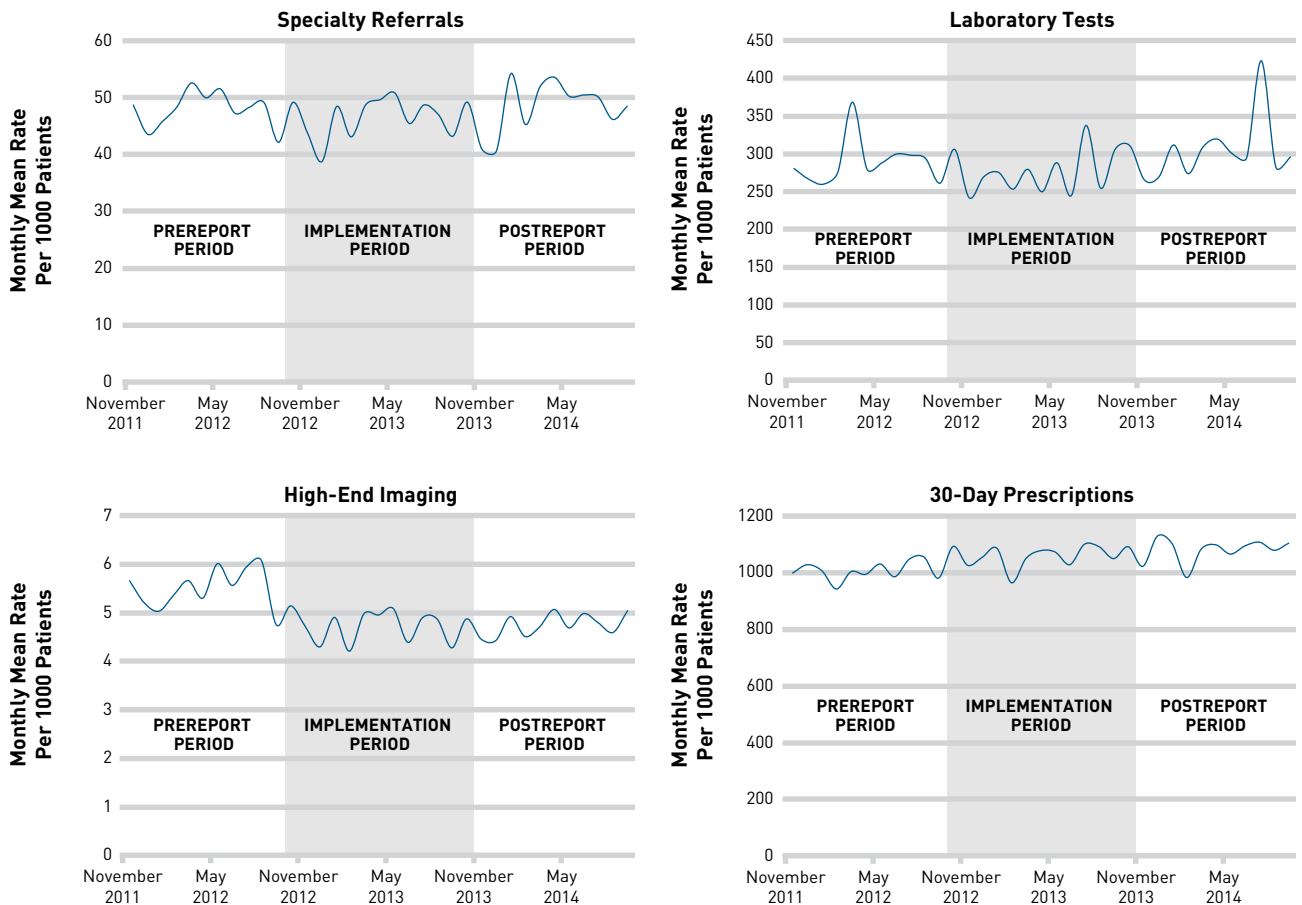 Specialty Referrals
Monthly Mean Rate
Per 1000 Patients
60
50
40
30
20
10
0
PREREPORT
PERIOD
IMPLEMENTATION
PERIOD
POSTREPORT
PERIOD
November
2011
May
2012
November
2012
May
2013
November
2013
May
2014
Laboratory Tests
Monthly Mean Rate
Per 1000 Patients
450
400
350
300
250
200
150
100
50
0
PREREPORT
PERIOD
IMPLEMENTATION
PERIOD
POSTREPORT
PERIOD
November
2011
May
2012
November
2012
May
2013
November
2013
May
2014
High-End Imaging
Monthly Mean Rate
Per 1000 Patients
7
6
5
4
3
2
1
0
PREREPORT
PERIOD
IMPLEMENTATION
PERIOD
POSTREPORT
PERIOD
November
2011
May
2012
November
2012
May
2013
November
2013
May
2014
30-Day Prescriptions
Monthly Mean Rate
Per 1000 Patients
1200
1000
800
600
400
200
0
PREREPORT
PERIOD
IMPLEMENTATION
PERIOD
POSTREPORT
PERIOD
November
2011
May
2012
November
2012
May
2013
November
2013
May
2014